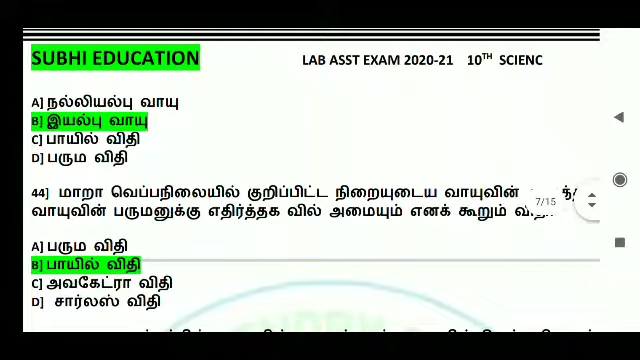 SUBHI EDUCATION LAB ASST EXAM 2020-21 10TH SCIENC
A] நல்லியல்பு வாயு
B] இயல்பு வாயு
C] பாயில் விதி
D] பரும விதி
44] மாறா வெப்பநிலையில் குறிப்பிட்ட நிறையுடைய வாயுவின்
7/15
வாயுவின் பருமனுக்கு எதிர்த்தக வில் அமையும் எனக் கூறும்
A] பரும விதி
B] பாயில் விதி
C] அவகேட்ரா விதி
D] சார்லஸ் விதி